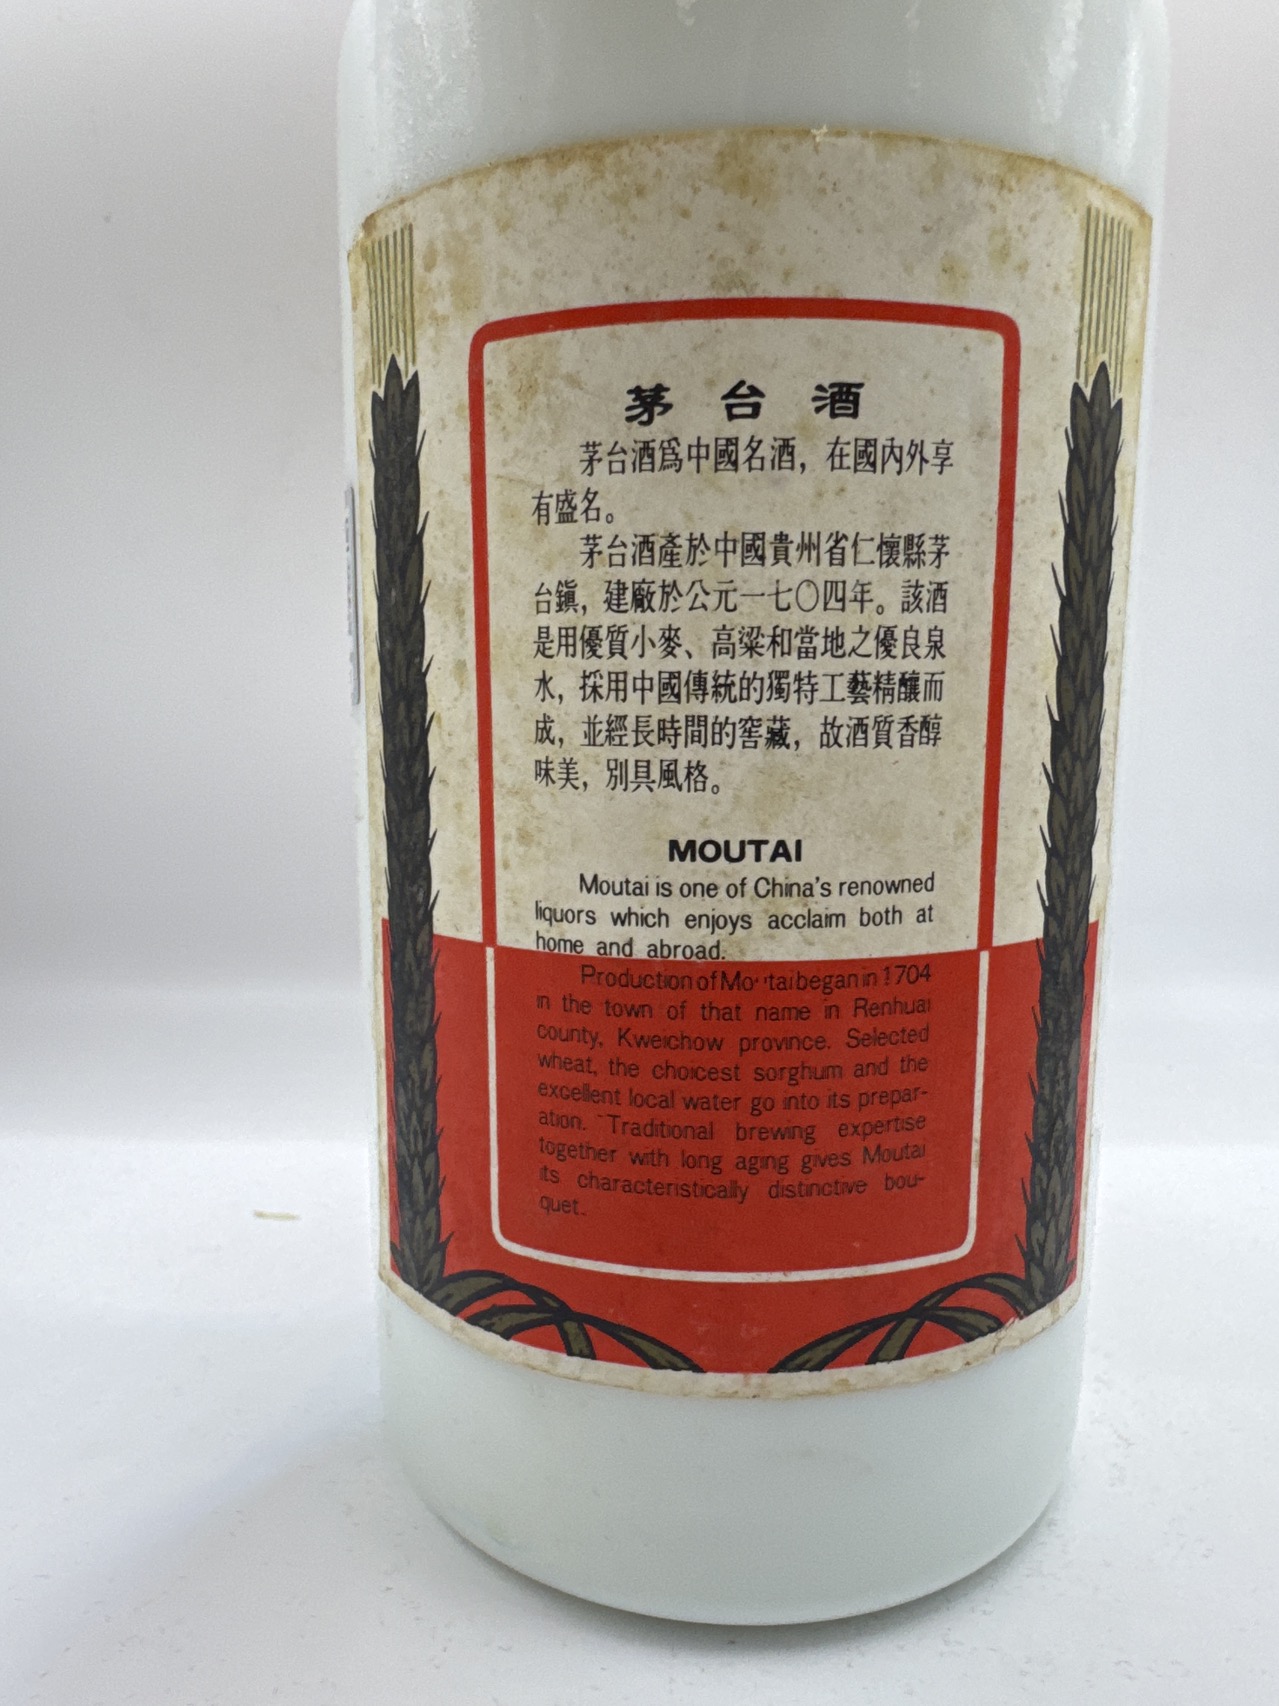 茅台酒
茅台酒爲中國名酒，在國內外享
有盛名。
茅台酒產於中國貴州省仁懷縣茅
台鎭，建廠於公元一七〇四年。該酒
是用優質小麥、高粱和當地之優良泉
水，採用中國傳統的獨特工藝精釀而
成，並經長時間的窖藏，故酒質香醇
味美，別具風格。
MOUTAI
Moutai is one of China's renowned
liquors which enjoys acclaim both at
home and abroad.
Production of Moutai began in 1704
in the town of that name in Renhuai
county, Kweichow province. Selected
wheat, the choicest sorghum and the
excellent local water go into its prepar-
ation. Traditional brewing expertise
together with long aging gives Moutai
its characteristically distinctive bou-
quet.